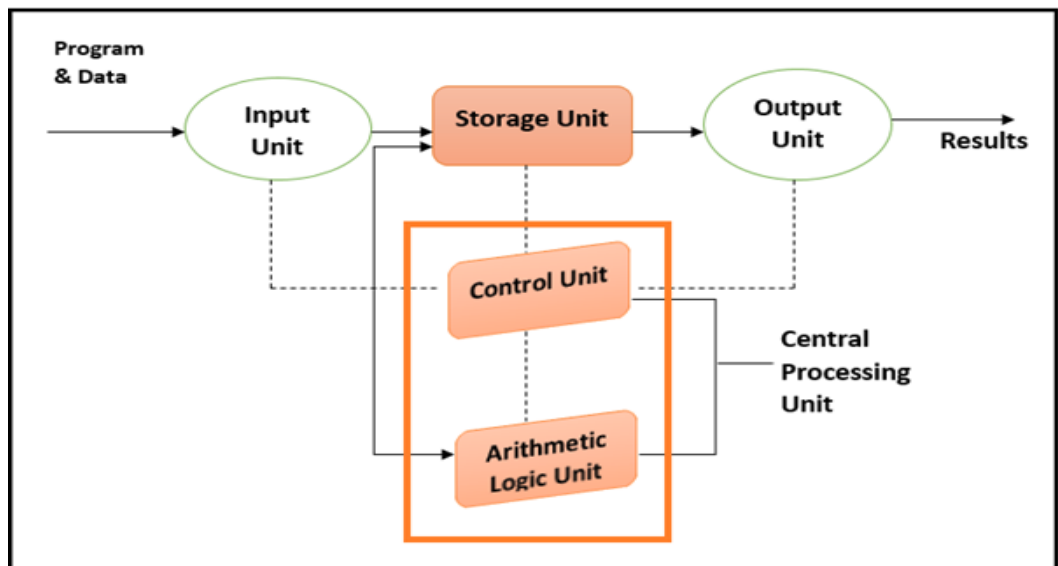 Program
& Data
Input
Unit
Storage Unit
Output
Unit
Results
Control Unit
Central
Processing
Unit
Arithmetic
Logic Unit